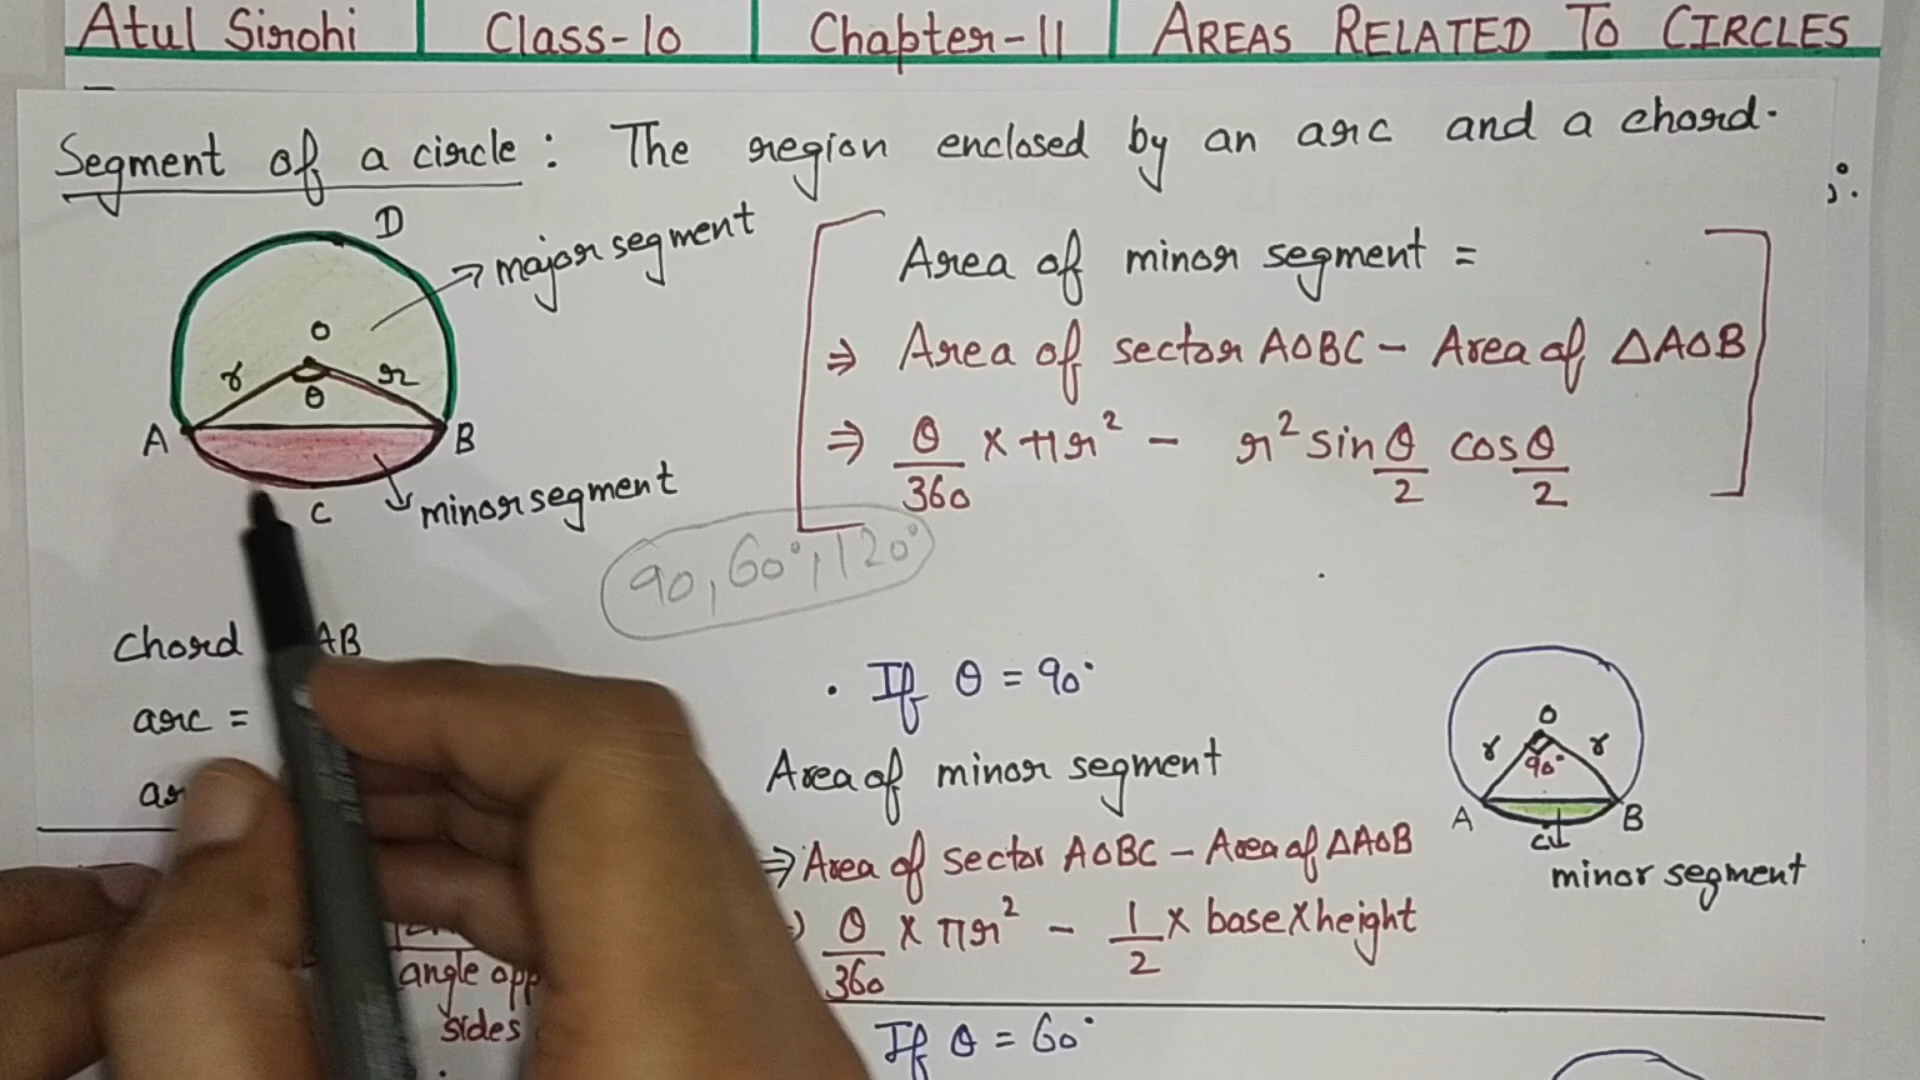 Atul Sirohi Class-10 Chapter-11 AREAS RELATED TO CIRCLES
Segment of a circle : The region enclosed by an arc and a chord.
D
major segment
O
r r
θ
A B
C
minor segment
Area of minor segment =
⇒ Area of sector AOBC - Area of ΔAOB
⇒ θ/360 × πr² - r² sin θ/2 cos θ/2
90, 60°, 120°
Chord AB
arc =
. If θ = 90°
Area of minor segment
⇒ Area of sector AOBC - Area of ΔAOB
θ/360 × πr² - 1/2 × base × height
O
r r
90°
A B
C
minor segment
angle
sides
If θ = 60°